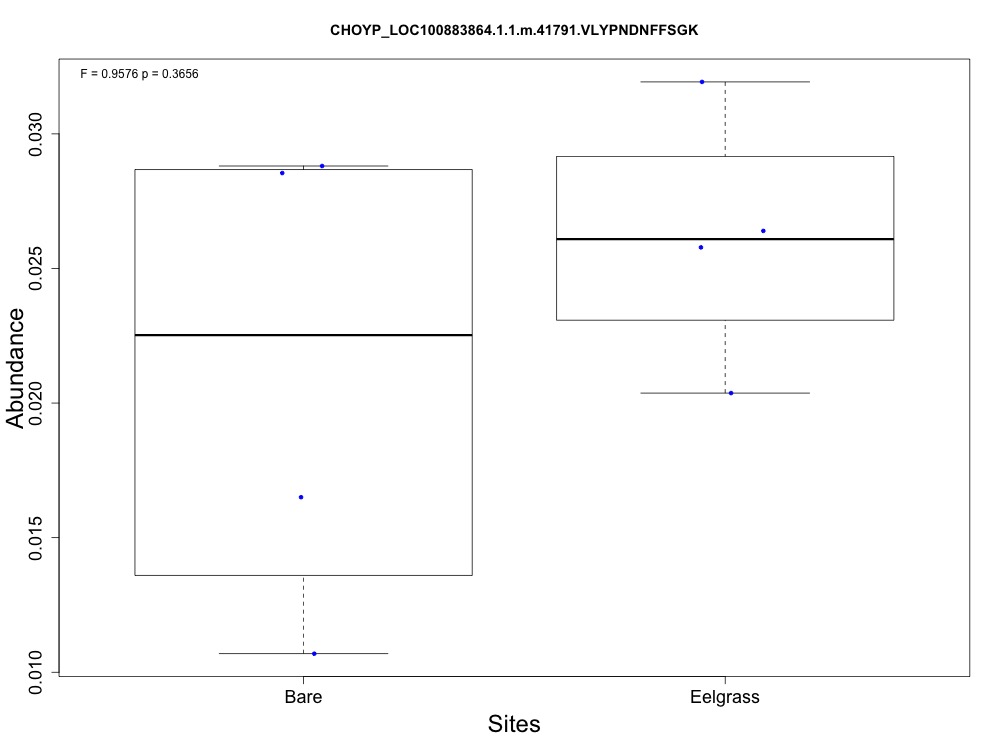 CHOYP_LOC100883864.1.1.m.41791.VLYPNDNFFSGK
F = 0.9576 p = 0.3656
Abundance
0.030
0.025
0.020
0.015
0.010
Bare
Eelgrass
Sites